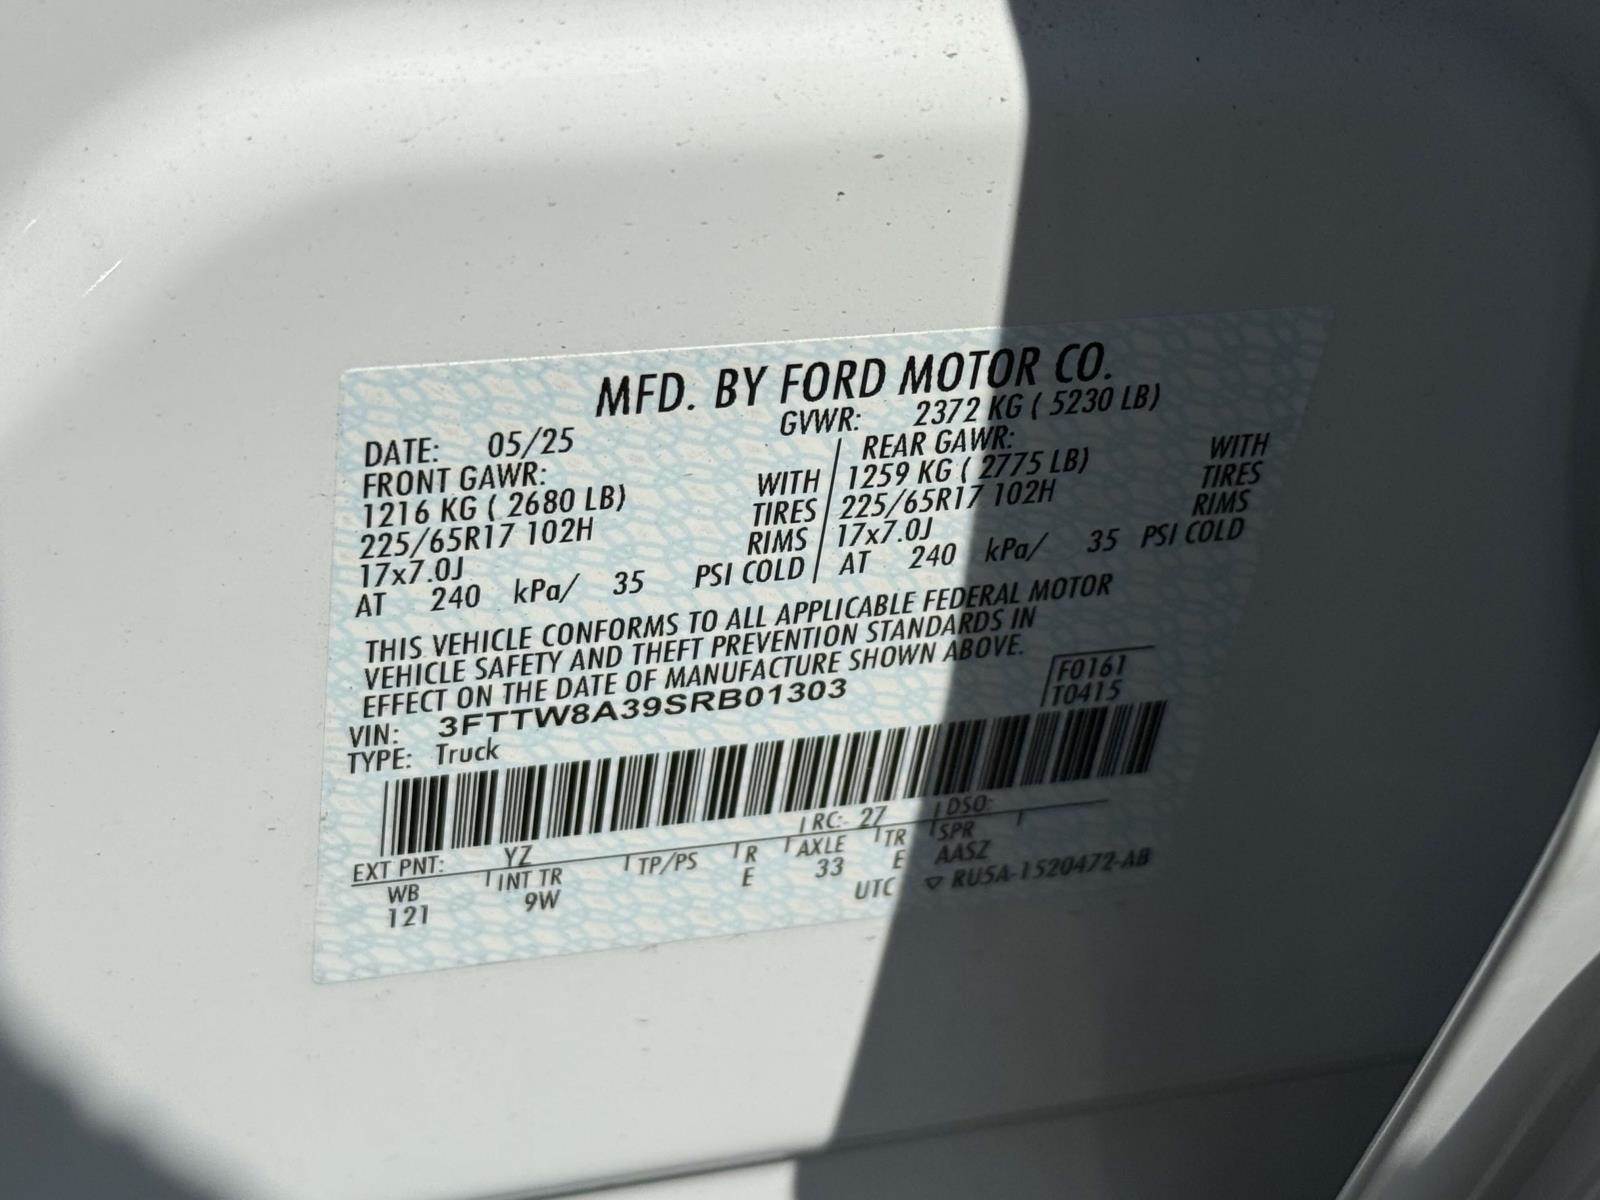 MFD. BY FORD MOTOR CO.
DATE: 05/25 GVWR: 2372 KG ( 5230 LB)
FRONT GAWR: REAR GAWR:
1216 KG ( 2680 LB) WITH 1259 KG ( 2775 LB) WITH
225/65R17 102H TIRES 225/65R17 102H TIRES
17x7.0J RIMS 17x7.0J RIMS
AT 240 kPa/ 35 PSI COLD AT 240 kPa/ 35 PSI COLD
THIS VEHICLE CONFORMS TO ALL APPLICABLE FEDERAL MOTOR
VEHICLE SAFETY AND THEFT PREVENTION STANDARDS IN
EFFECT ON THE DATE OF MANUFACTURE SHOWN ABOVE.
VIN: 3FTTW8A39SRB01303 F0161
TYPE: Truck T0415
EXT PNT: YZ RC: 27 DSO:
WB INT TR TP/PS R AXLE TR SPR
121 9W E 33 E AASZ
UTC ▽ RU5A-1520472-AB